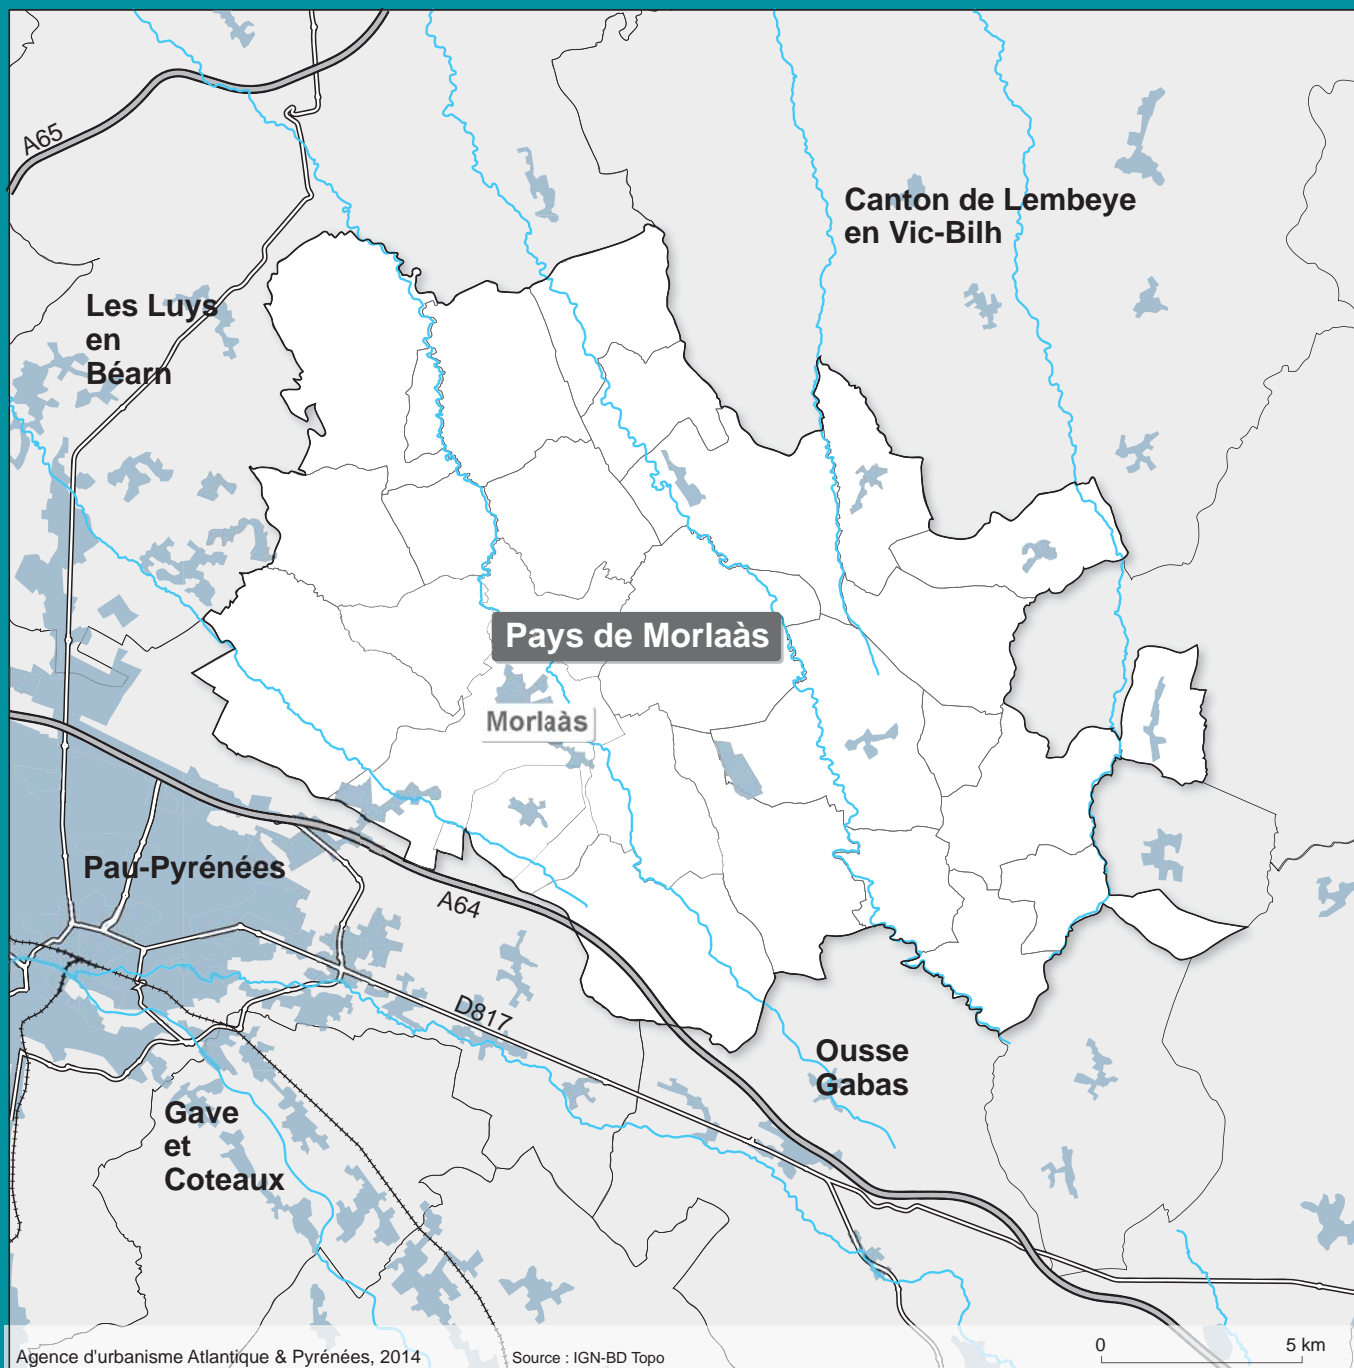 A65
Canton de Lembeye
en Vic-Bilh
Les Luys
en
Béarn
Pays de Morlaàs
Morlaàs
Pau-Pyrénées
A64
D817
Ousse
Gabas
Gave
et
Coteaux
0 5 km
Agence d'urbanisme Atlantique & Pyrénées, 2014
Source : IGN-BD Topo